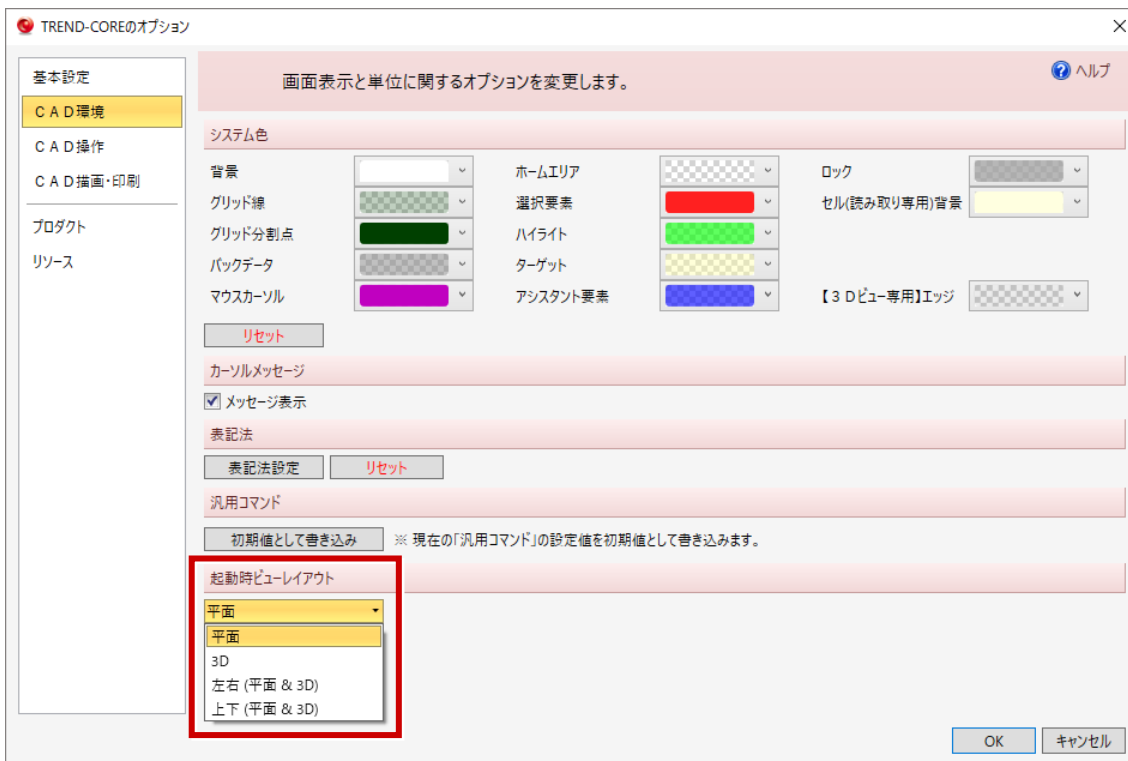 TREND-COREのオプション
基本設定
ＣＡＤ環境
ＣＡＤ操作
ＣＡＤ描画・印刷
プロダクト
リソース
画面表示と単位に関するオプションを変更します。
ヘルプ
システム色
背景 ホームエリア ロック
グリッド線 選択要素 セル(読み取り専用)背景
グリッド分割点 ハイライト
バックデータ ターゲット
マウスカーソル アシスタント要素 【３Ｄビュー専用】エッジ
リセット
カーソルメッセージ
メッセージ表示
表記法
表記法設定 リセット
汎用コマンド
初期値として書き込み ※ 現在の「汎用コマンド」の設定値を初期値として書き込みます。
起動時ビューレイアウト
平面
平面
3D
左右 (平面 & 3D)
上下 (平面 & 3D)
OK キャンセル